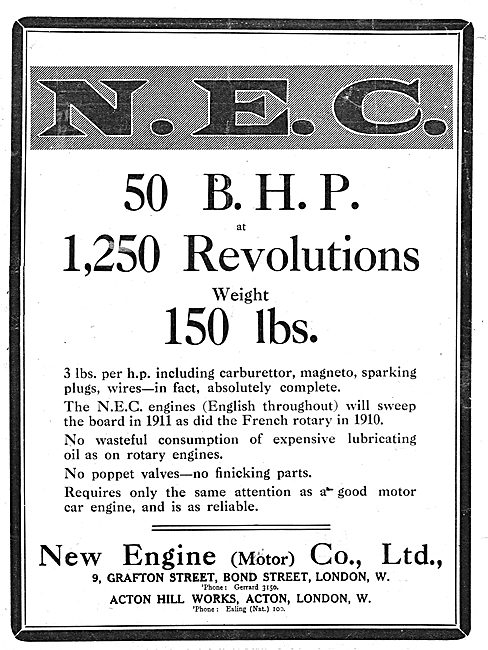 N.E.C.
50 B.H.P.
at
1,250 Revolutions
Weight
150 lbs.
3 lbs. per h.p. including carburettor, magneto, sparking
plugs, wires—in fact, absolutely complete.
The N.E.C. engines (English throughout) will sweep
the board in 1911 as did the French rotary in 1910.
No wasteful consumption of expensive lubricating
oil as on rotary engines.
No poppet valves—no finicking parts.
Requires only the same attention as a good motor
car engine, and is as reliable.
New Engine (Motor) Co., Ltd.,
9, GRAFTON STREET, BOND STREET, LONDON, W.
'Phone: Gerrard 3150.
ACTON HILL WORKS, ACTON, LONDON, W.
'Phone: Ealing (Nat.) 100.